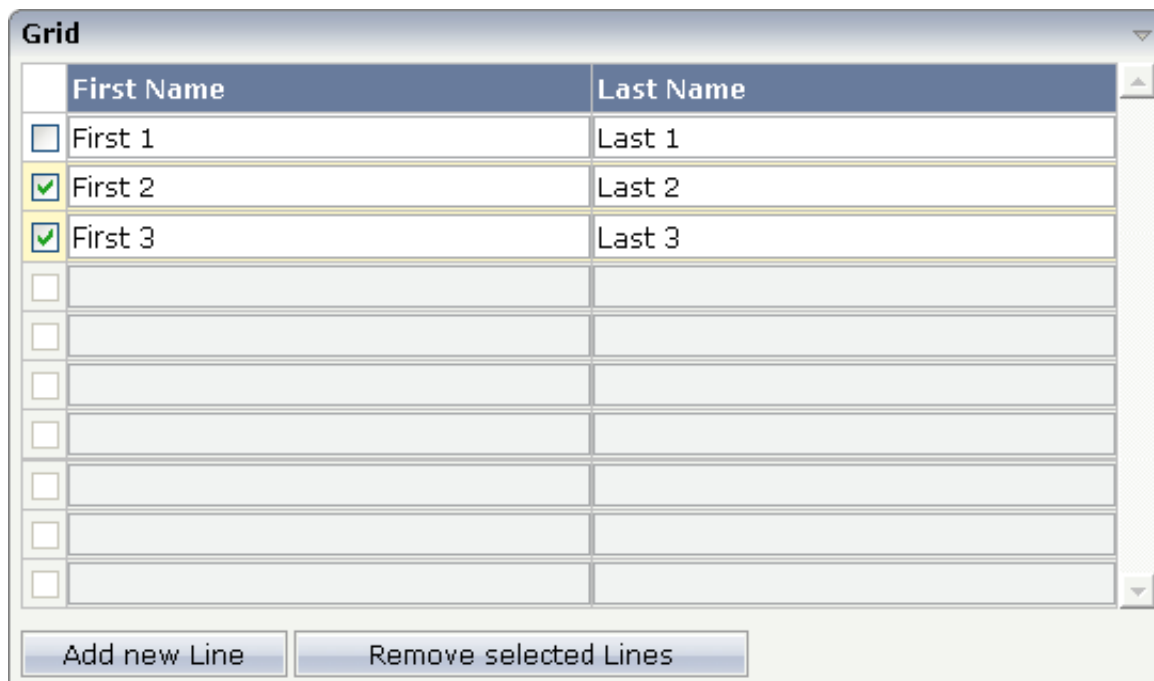 Grid
First Name Last Name
First 1 Last 1
First 2 Last 2
First 3 Last 3
Add new Line Remove selected Lines